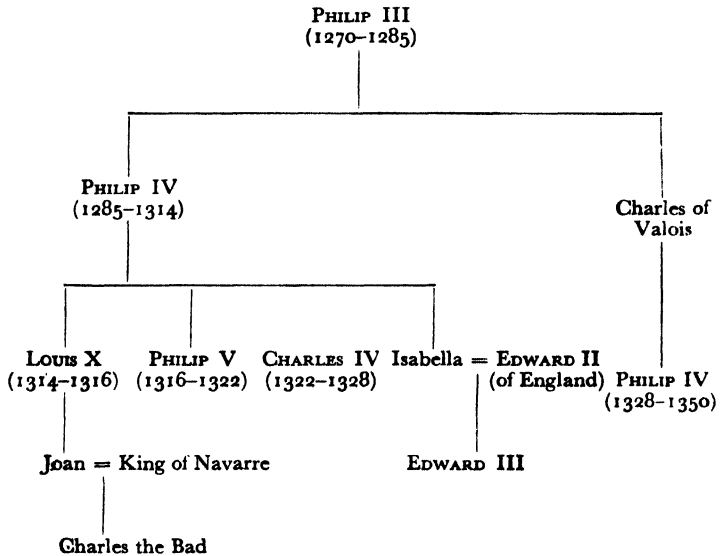 PHILIP III
(1270–1285)
PHILIP IV
(1285–1314)
Charles of
Valois
LOUIS X
(1314–1316)
PHILIP V
(1316–1322)
CHARLES IV
(1322–1328)
Isabella = EDWARD II
(of England)
PHILIP IV
(1328–1350)
Joan = King of Navarre
EDWARD III
Charles the Bad